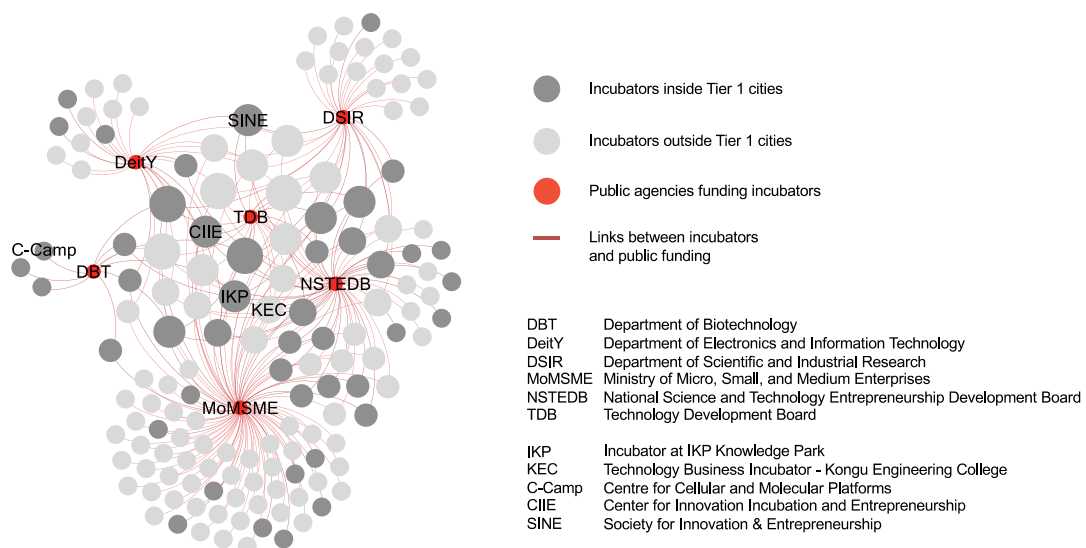 SINE
DSIR
DeitY
TDB
CIIE
C-Camp
DBT
NSTEDB
IKP
KEC
MoMSME
Incubators inside Tier 1 cities
Incubators outside Tier 1 cities
Public agencies funding incubators
Links between incubators
and public funding
DBT Department of Biotechnology
DeitY Department of Electronics and Information Technology
DSIR Department of Scientific and Industrial Research
MoMSME Ministry of Micro, Small, and Medium Enterprises
NSTEDB National Science and Technology Entrepreneurship Development Board
TDB Technology Development Board
IKP Incubator at IKP Knowledge Park
KEC Technology Business Incubator - Kongu Engineering College
C-Camp Centre for Cellular and Molecular Platforms
CIIE Center for Innovation Incubation and Entrepreneurship
SINE Society for Innovation & Entrepreneurship